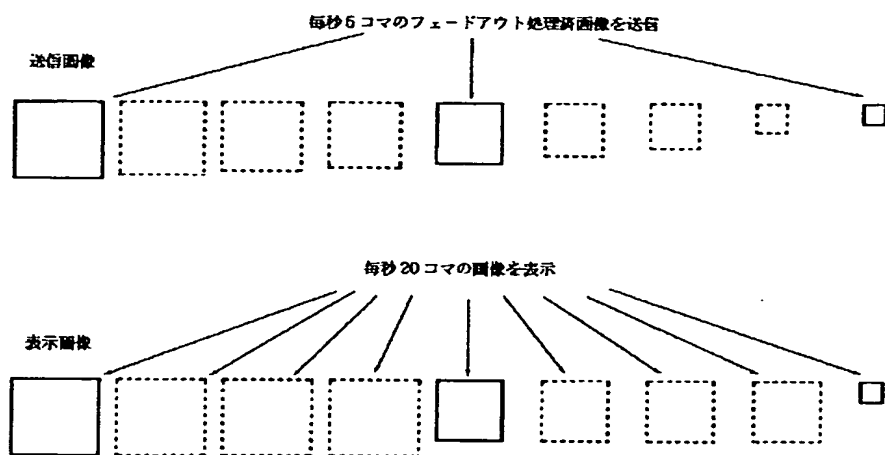 毎秒5コマのフェードアウト処理済画像を送信
送信画像
毎秒20コマの画像を表示
表示画像